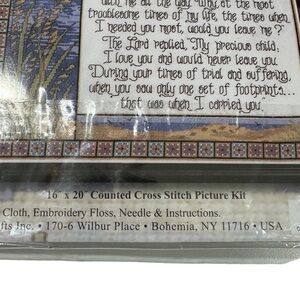 with me all the way. Why, at the most
troublesome times of my life, the times when
I needed you most, would you leave me?
The Lord replied, My precious child,
I love you and would never leave you.
During your times of trial and suffering,
when you saw only one set of footprints...
that was when I carried you.
16" x 20" Counted Cross Stitch Picture Kit
Cloth, Embroidery Floss, Needle & Instructions.
fts Inc. • 170-6 Wilbur Place • Bohemia, NY 11716 • USA